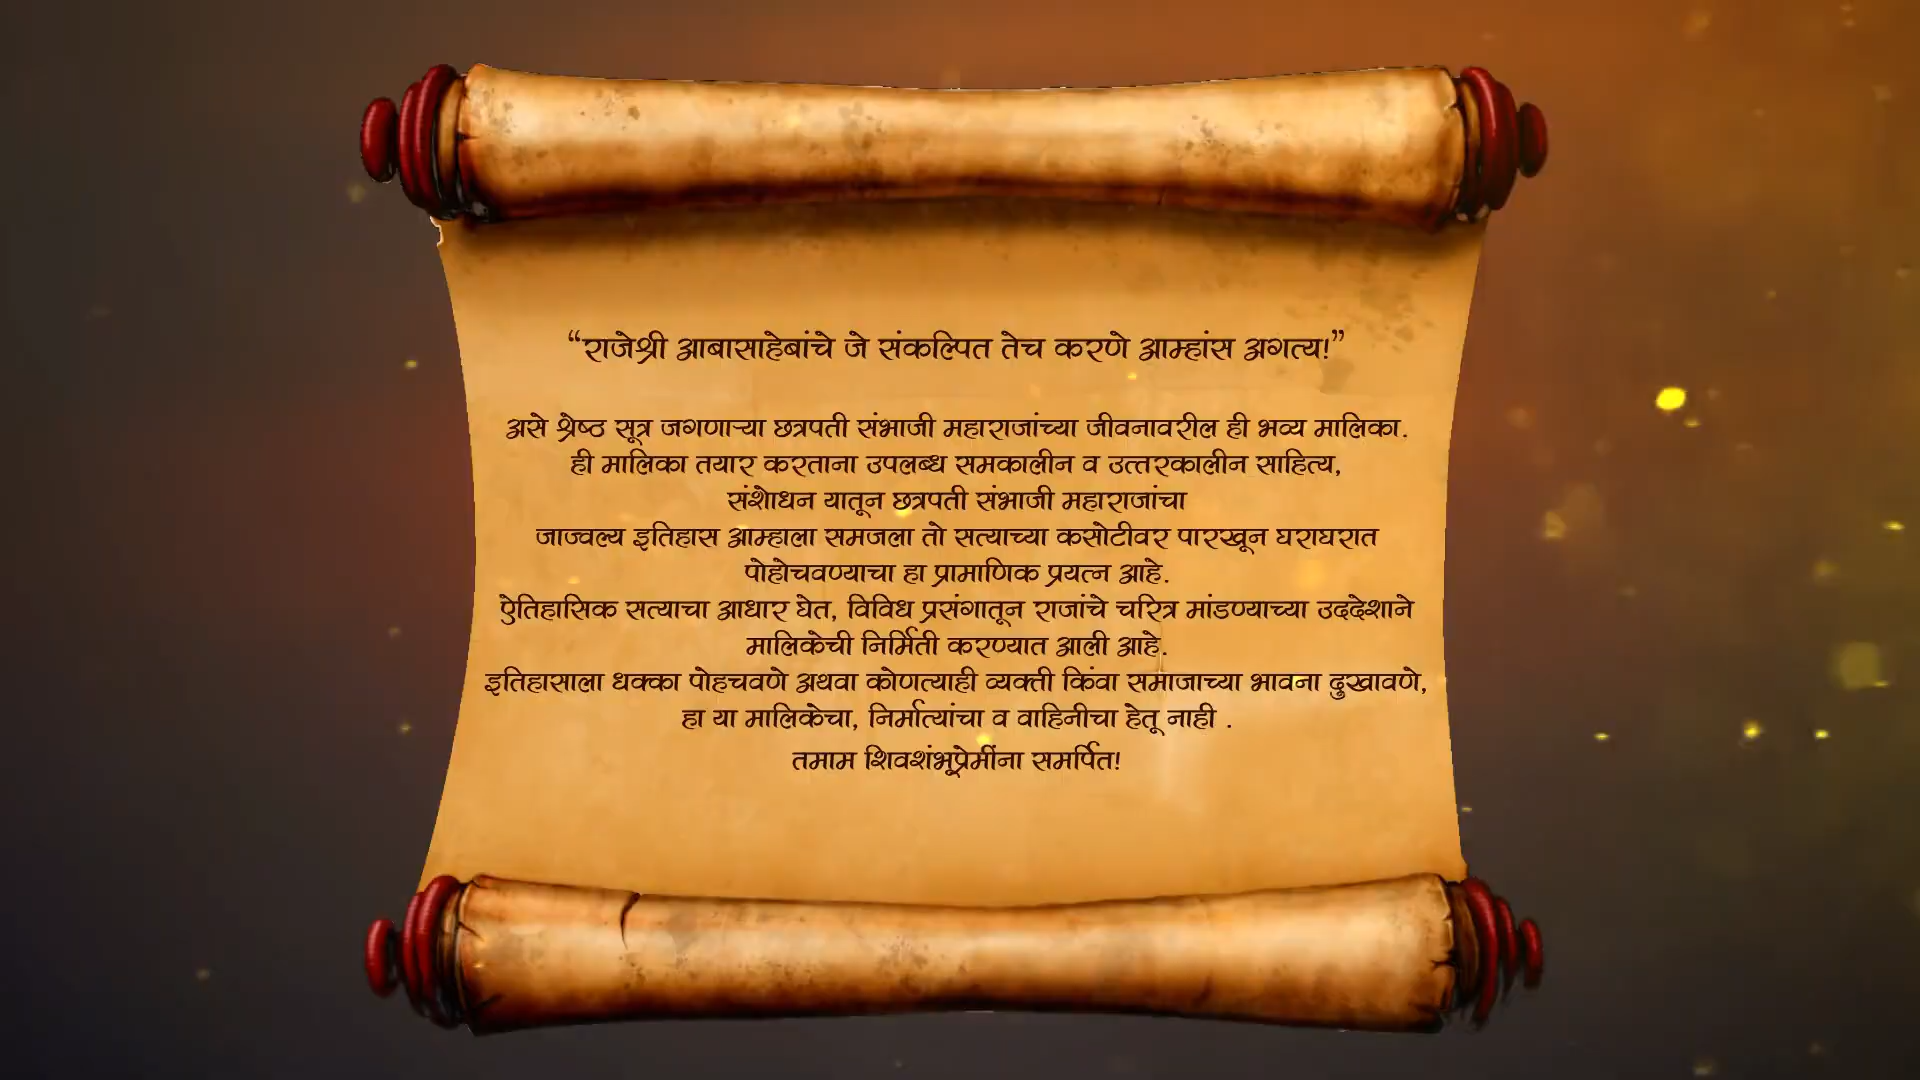 “राजेश्री आबासाहेबांचे जे संकल्पित तेच करणे आम्हांस अगत्य!”
असे श्रेष्ठ सूत्र जगणाऱ्या छत्रपती संभाजी महाराजांच्या जीवनावरील ही भव्य मालिका.
ही मालिका तयार करताना उपलब्ध समकालीन व उत्तरकालीन साहित्य,
संशोधन यातून छत्रपती संभाजी महाराजांचा
जाज्वल्य इतिहास आम्हाला समजला तो सत्याच्या कसोटीवर पारखून घराघरात
पोहोचवण्याचा हा प्रामाणिक प्रयत्न आहे.
ऐतिहासिक सत्याचा आधार घेत, विविध प्रसंगातून राजांचे चरित्र मांडण्याच्या उददेशाने
मालिकेची निर्मिती करण्यात आली आहे.
इतिहासाला धक्का पोहचवणे अथवा कोणत्याही व्यक्ती किंवा समाजाच्या भावना दुखावणे,
हा या मालिकेचा, निर्मात्यांचा व वाहिनीचा हेतू नाही .
तमाम शिवशंभूप्रेमींना समर्पित!